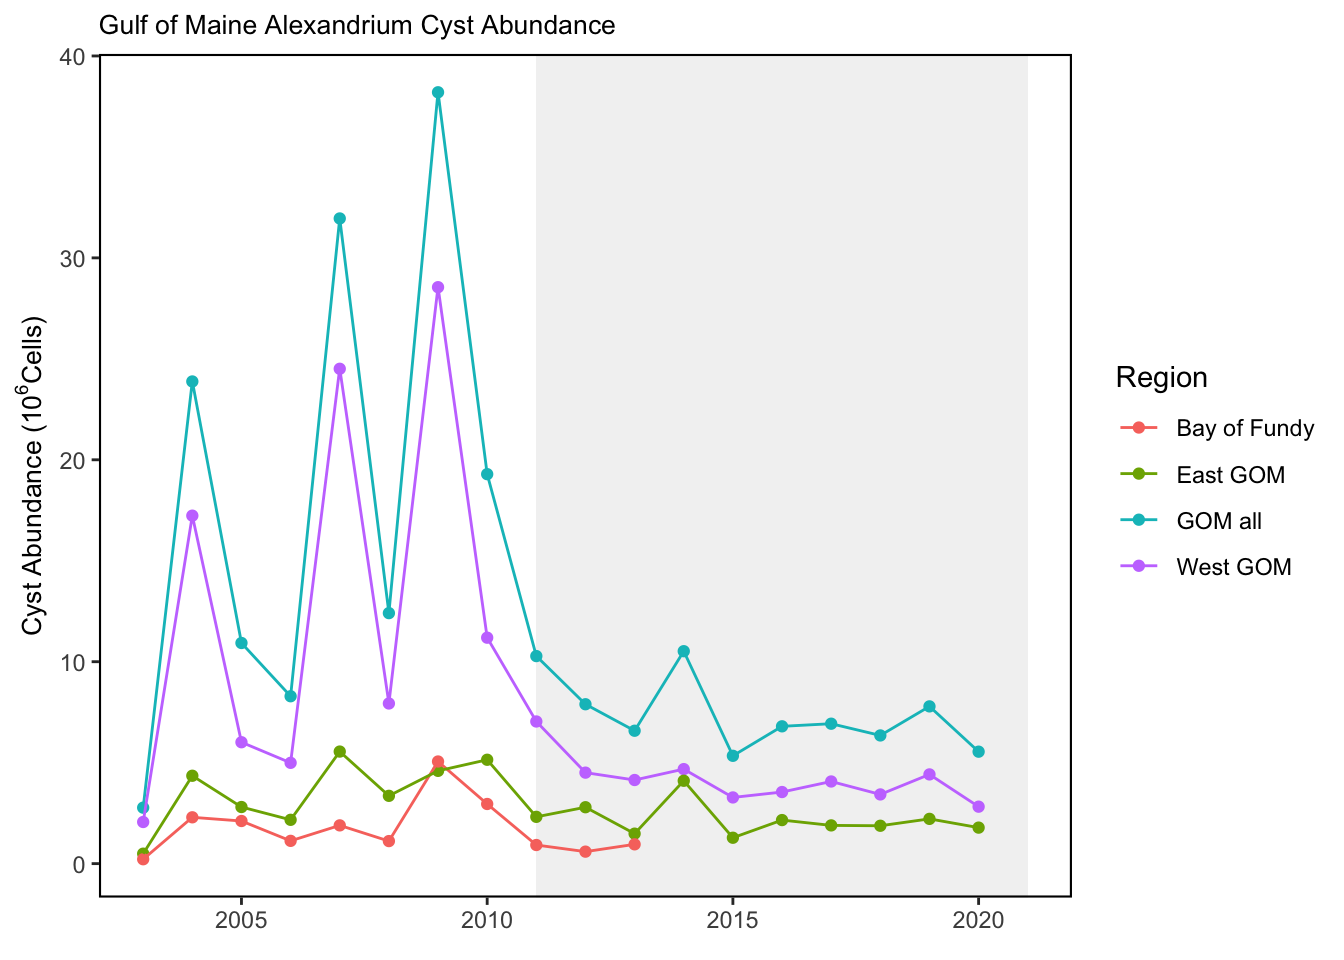 Gulf of Maine Alexandrium Cyst Abundance
Cyst Abundance (10⁶Cells)
40
30
20
10
0
2005
2010
2015
2020
Region
Bay of Fundy
East GOM
GOM all
West GOM